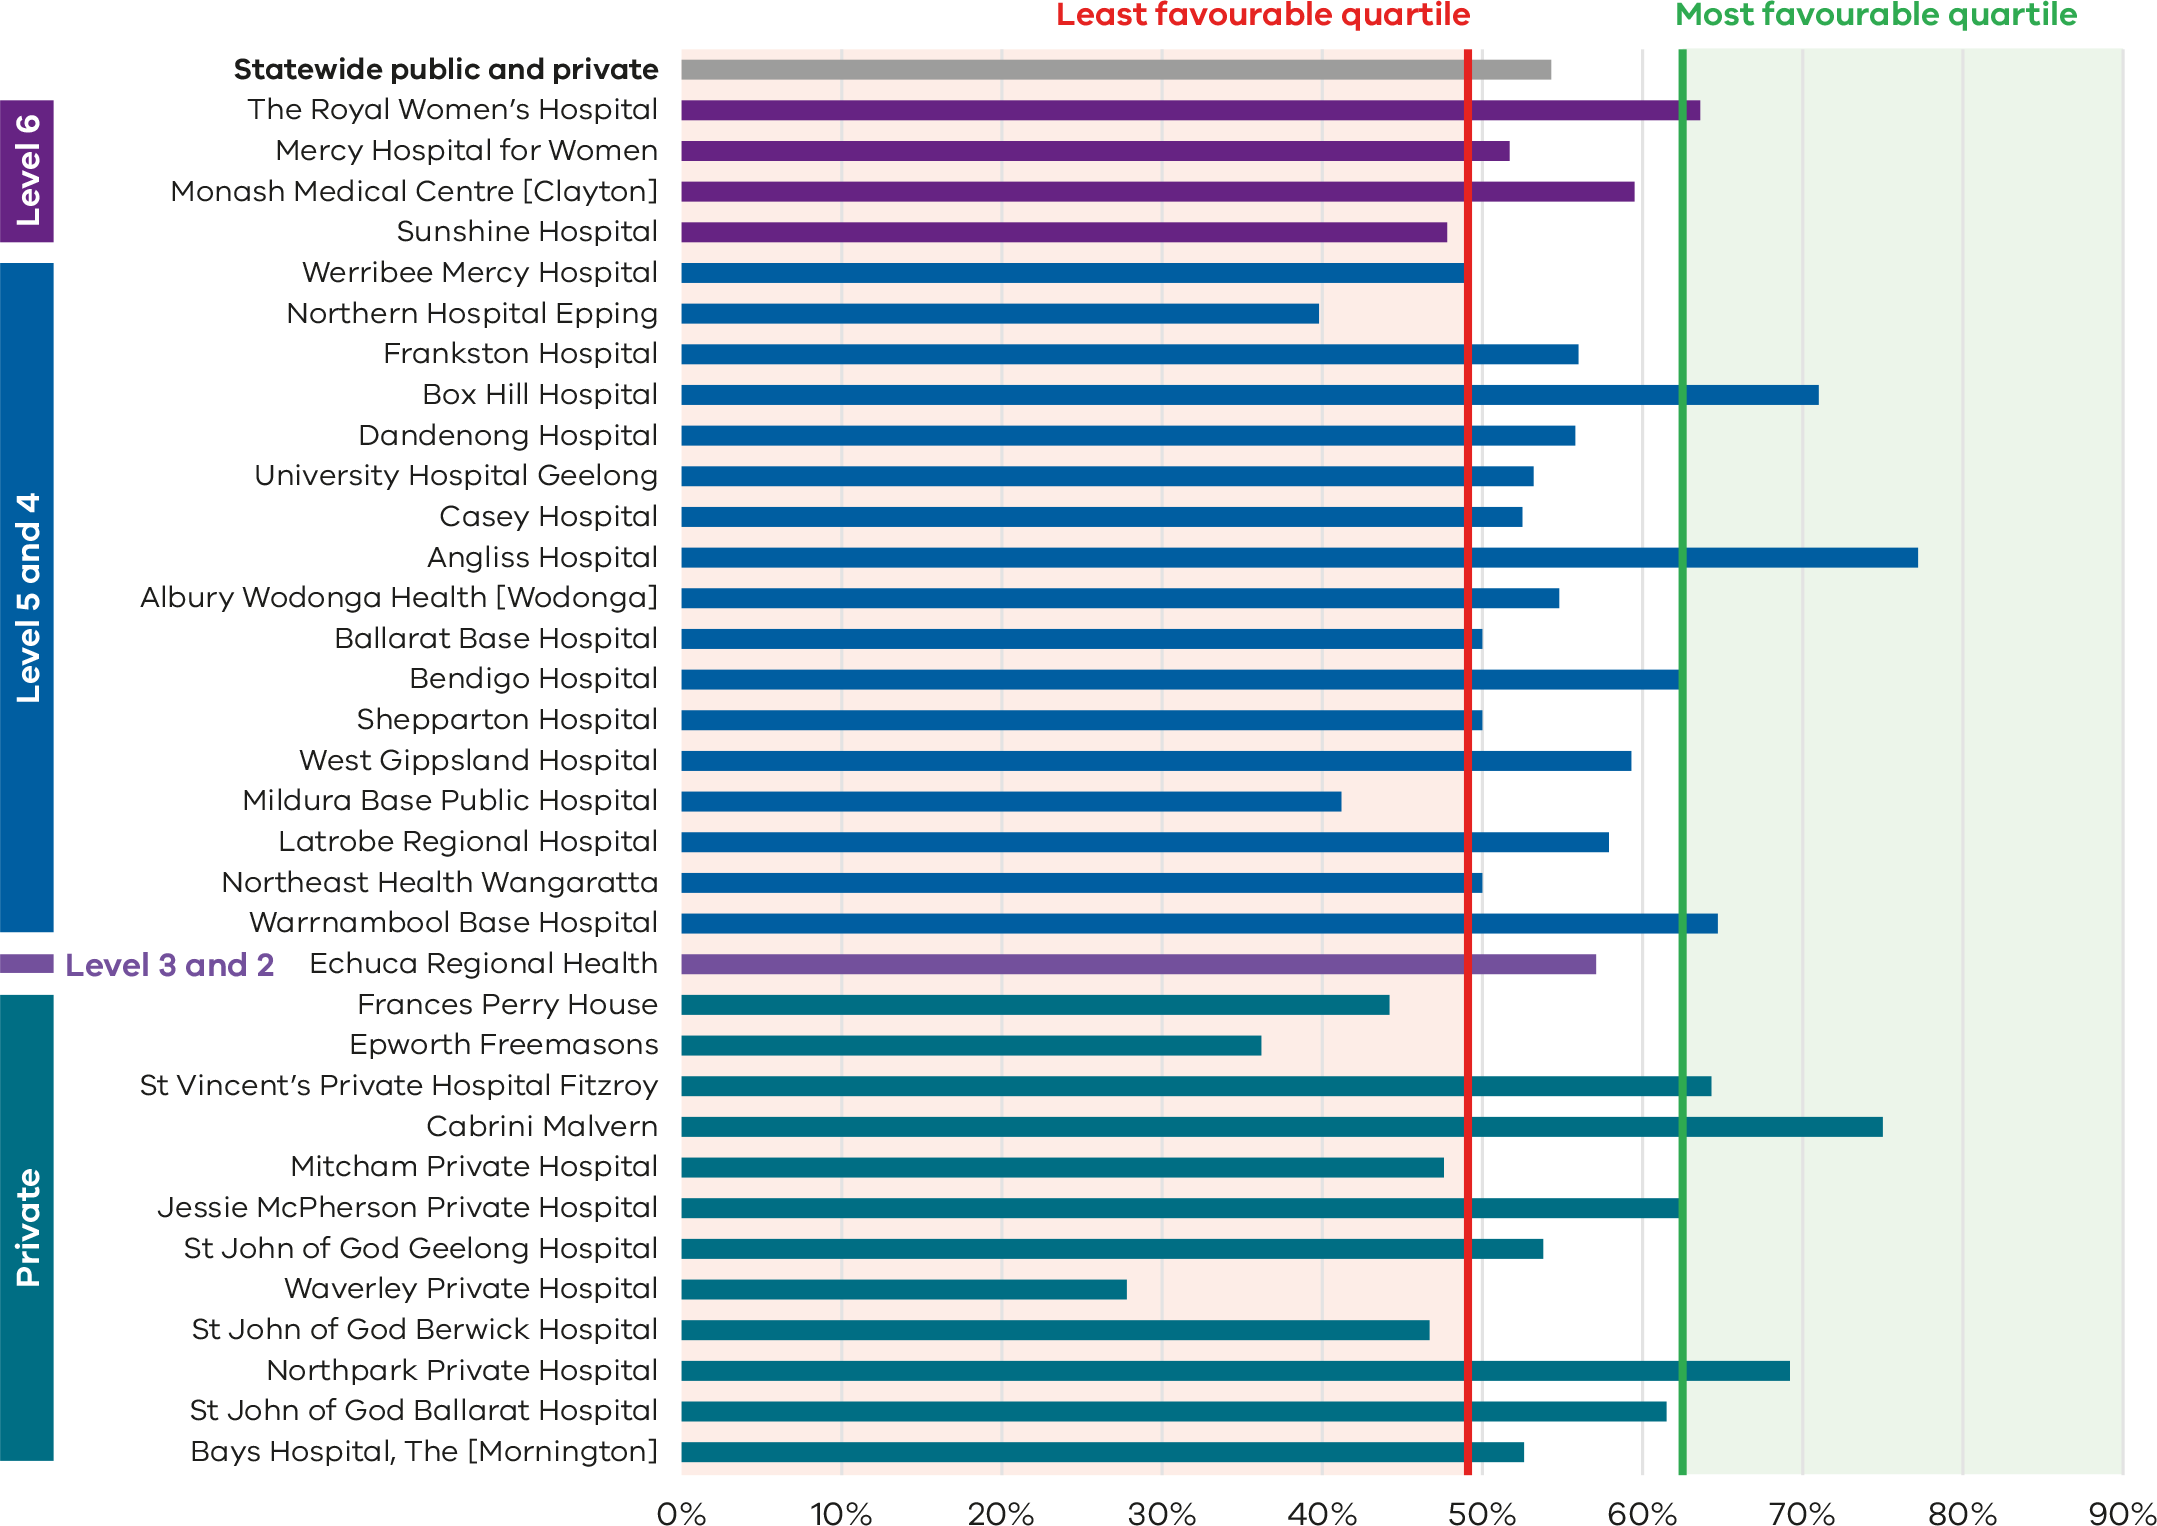 Least favourable quartile
Most favourable quartile
Statewide public and private
Level 6
The Royal Women’s Hospital
Mercy Hospital for Women
Monash Medical Centre [Clayton]
Sunshine Hospital
Level 5 and 4
Werribee Mercy Hospital
Northern Hospital Epping
Frankston Hospital
Box Hill Hospital
Dandenong Hospital
University Hospital Geelong
Casey Hospital
Angliss Hospital
Albury Wodonga Health [Wodonga]
Ballarat Base Hospital
Bendigo Hospital
Shepparton Hospital
West Gippsland Hospital
Mildura Base Public Hospital
Latrobe Regional Hospital
Northeast Health Wangaratta
Warrnambool Base Hospital
Level 3 and 2
Echuca Regional Health
Private
Frances Perry House
Epworth Freemasons
St Vincent’s Private Hospital Fitzroy
Cabrini Malvern
Mitcham Private Hospital
Jessie McPherson Private Hospital
St John of God Geelong Hospital
Waverley Private Hospital
St John of God Berwick Hospital
Northpark Private Hospital
St John of God Ballarat Hospital
Bays Hospital, The [Mornington]
0% 10% 20% 30% 40% 50% 60% 70% 80% 90%